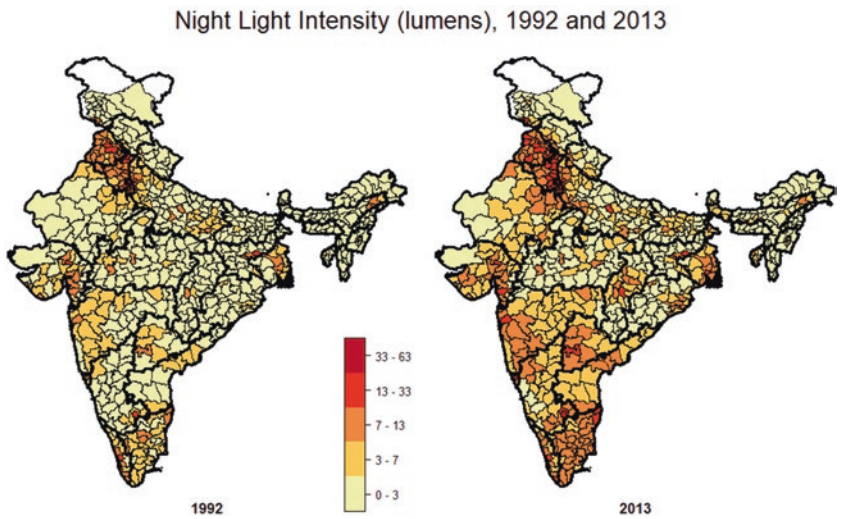 Night Light Intensity (lumens), 1992 and 2013
33 - 63
13 - 33
7 - 13
3 - 7
0 - 3
1992
2013